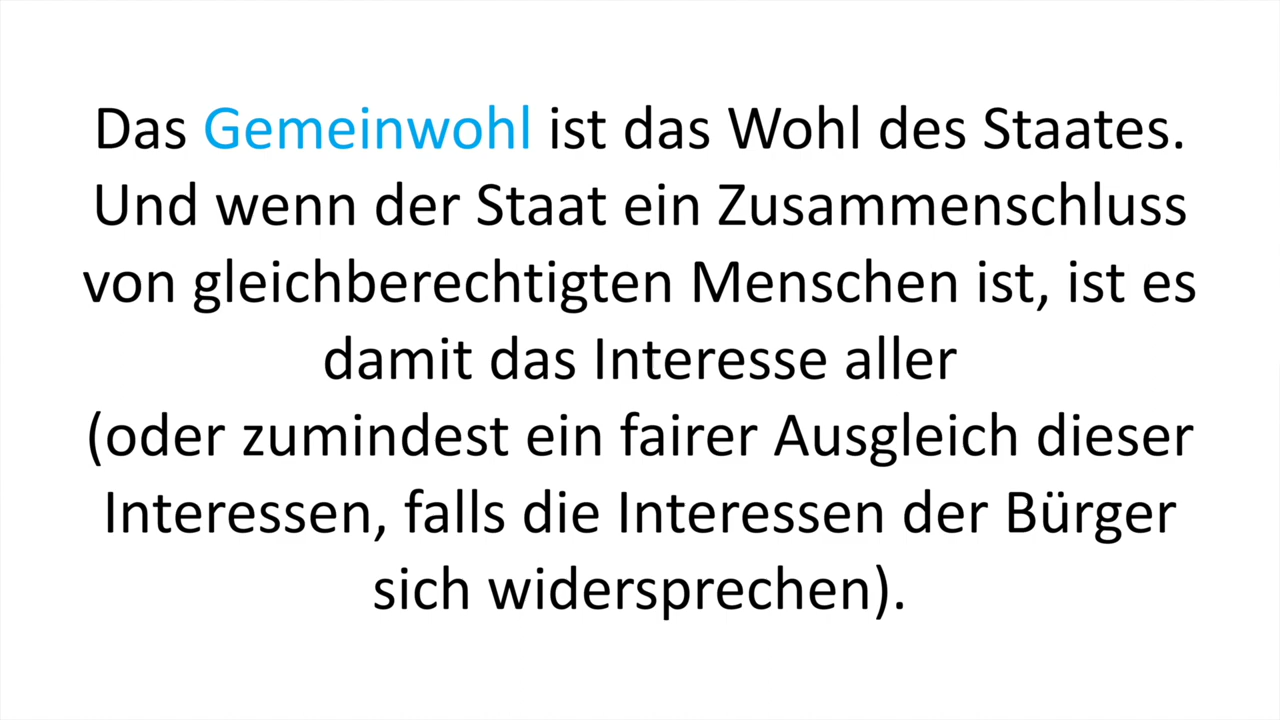 Das Gemeinwohl ist das Wohl des Staates.
Und wenn der Staat ein Zusammenschluss
von gleichberechtigten Menschen ist, ist es
damit das Interesse aller
(oder zumindest ein fairer Ausgleich dieser
Interessen, falls die Interessen der Bürger
sich widersprechen).